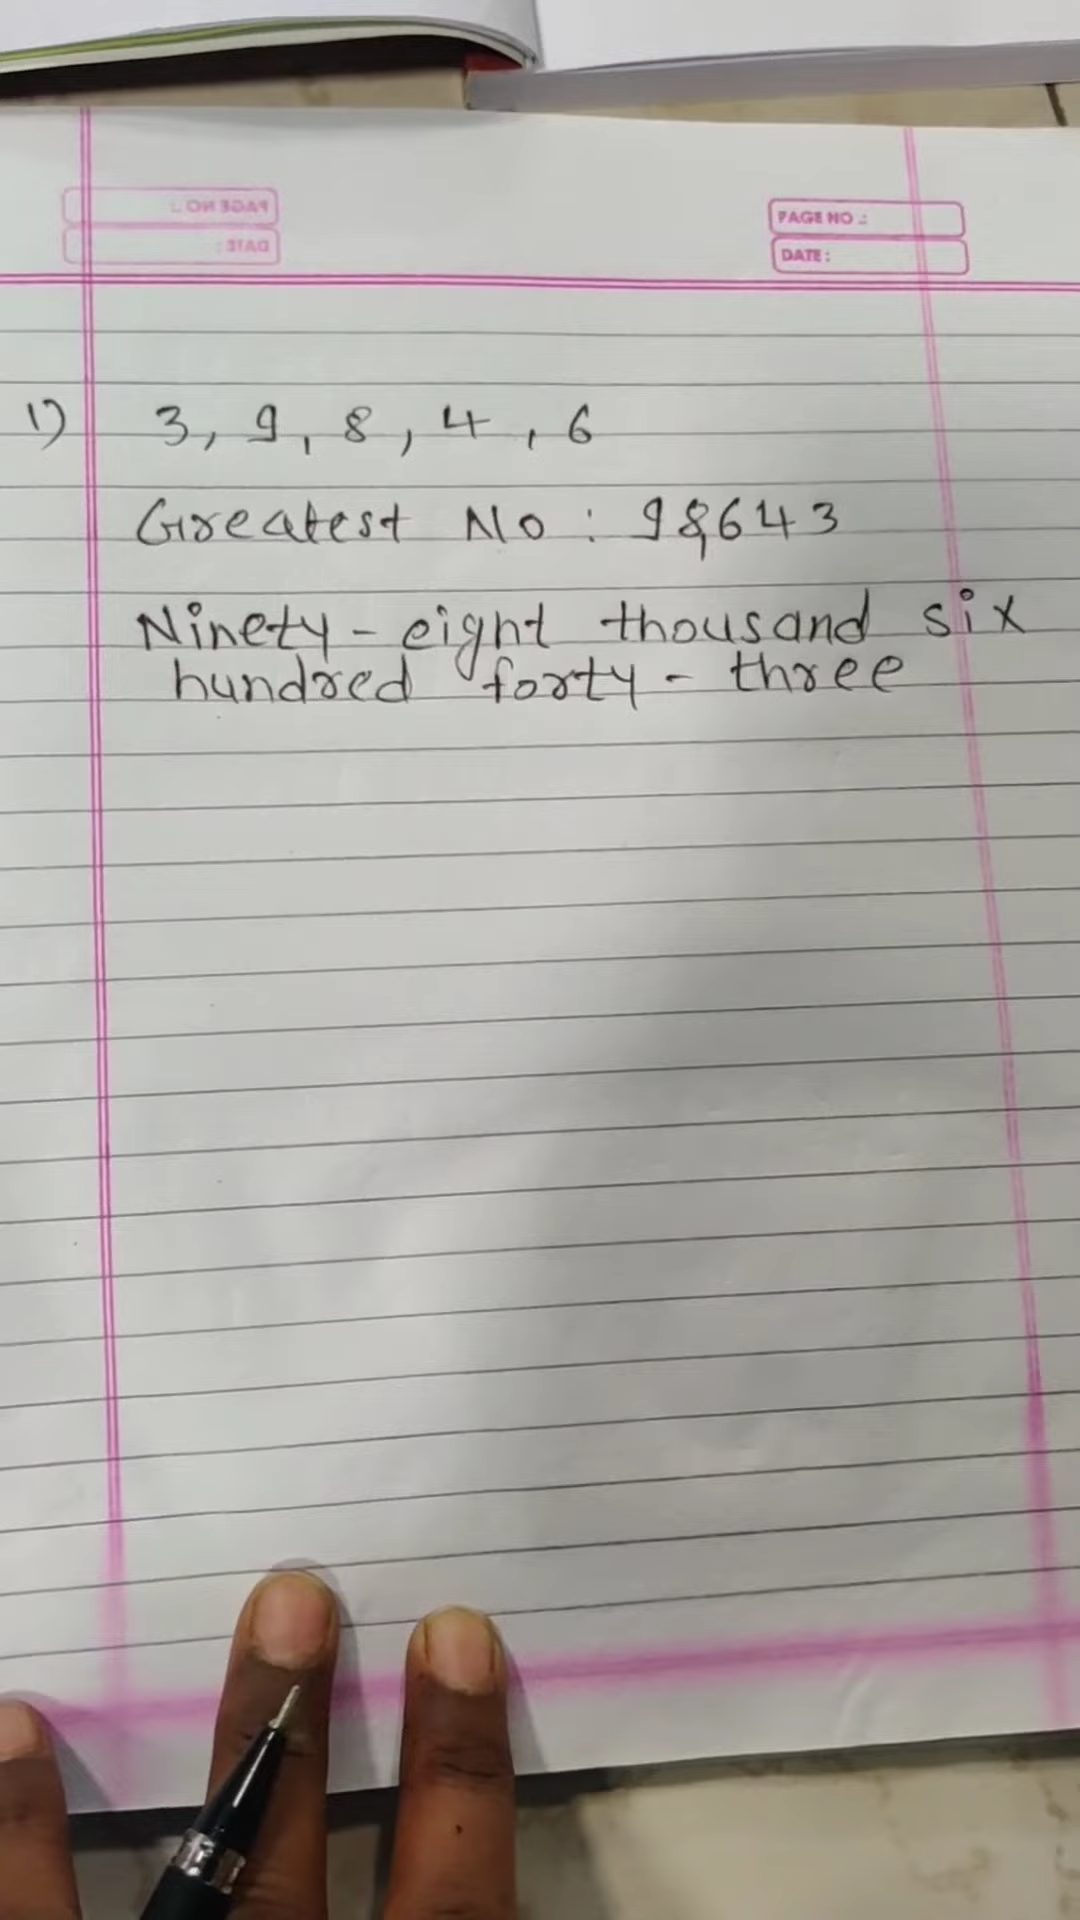 PAGE NO.:
DATE:
1) 3, 9, 8, 4, 6
Greatest No : 98,643
Ninety-eight thousand six
hundred forty-three